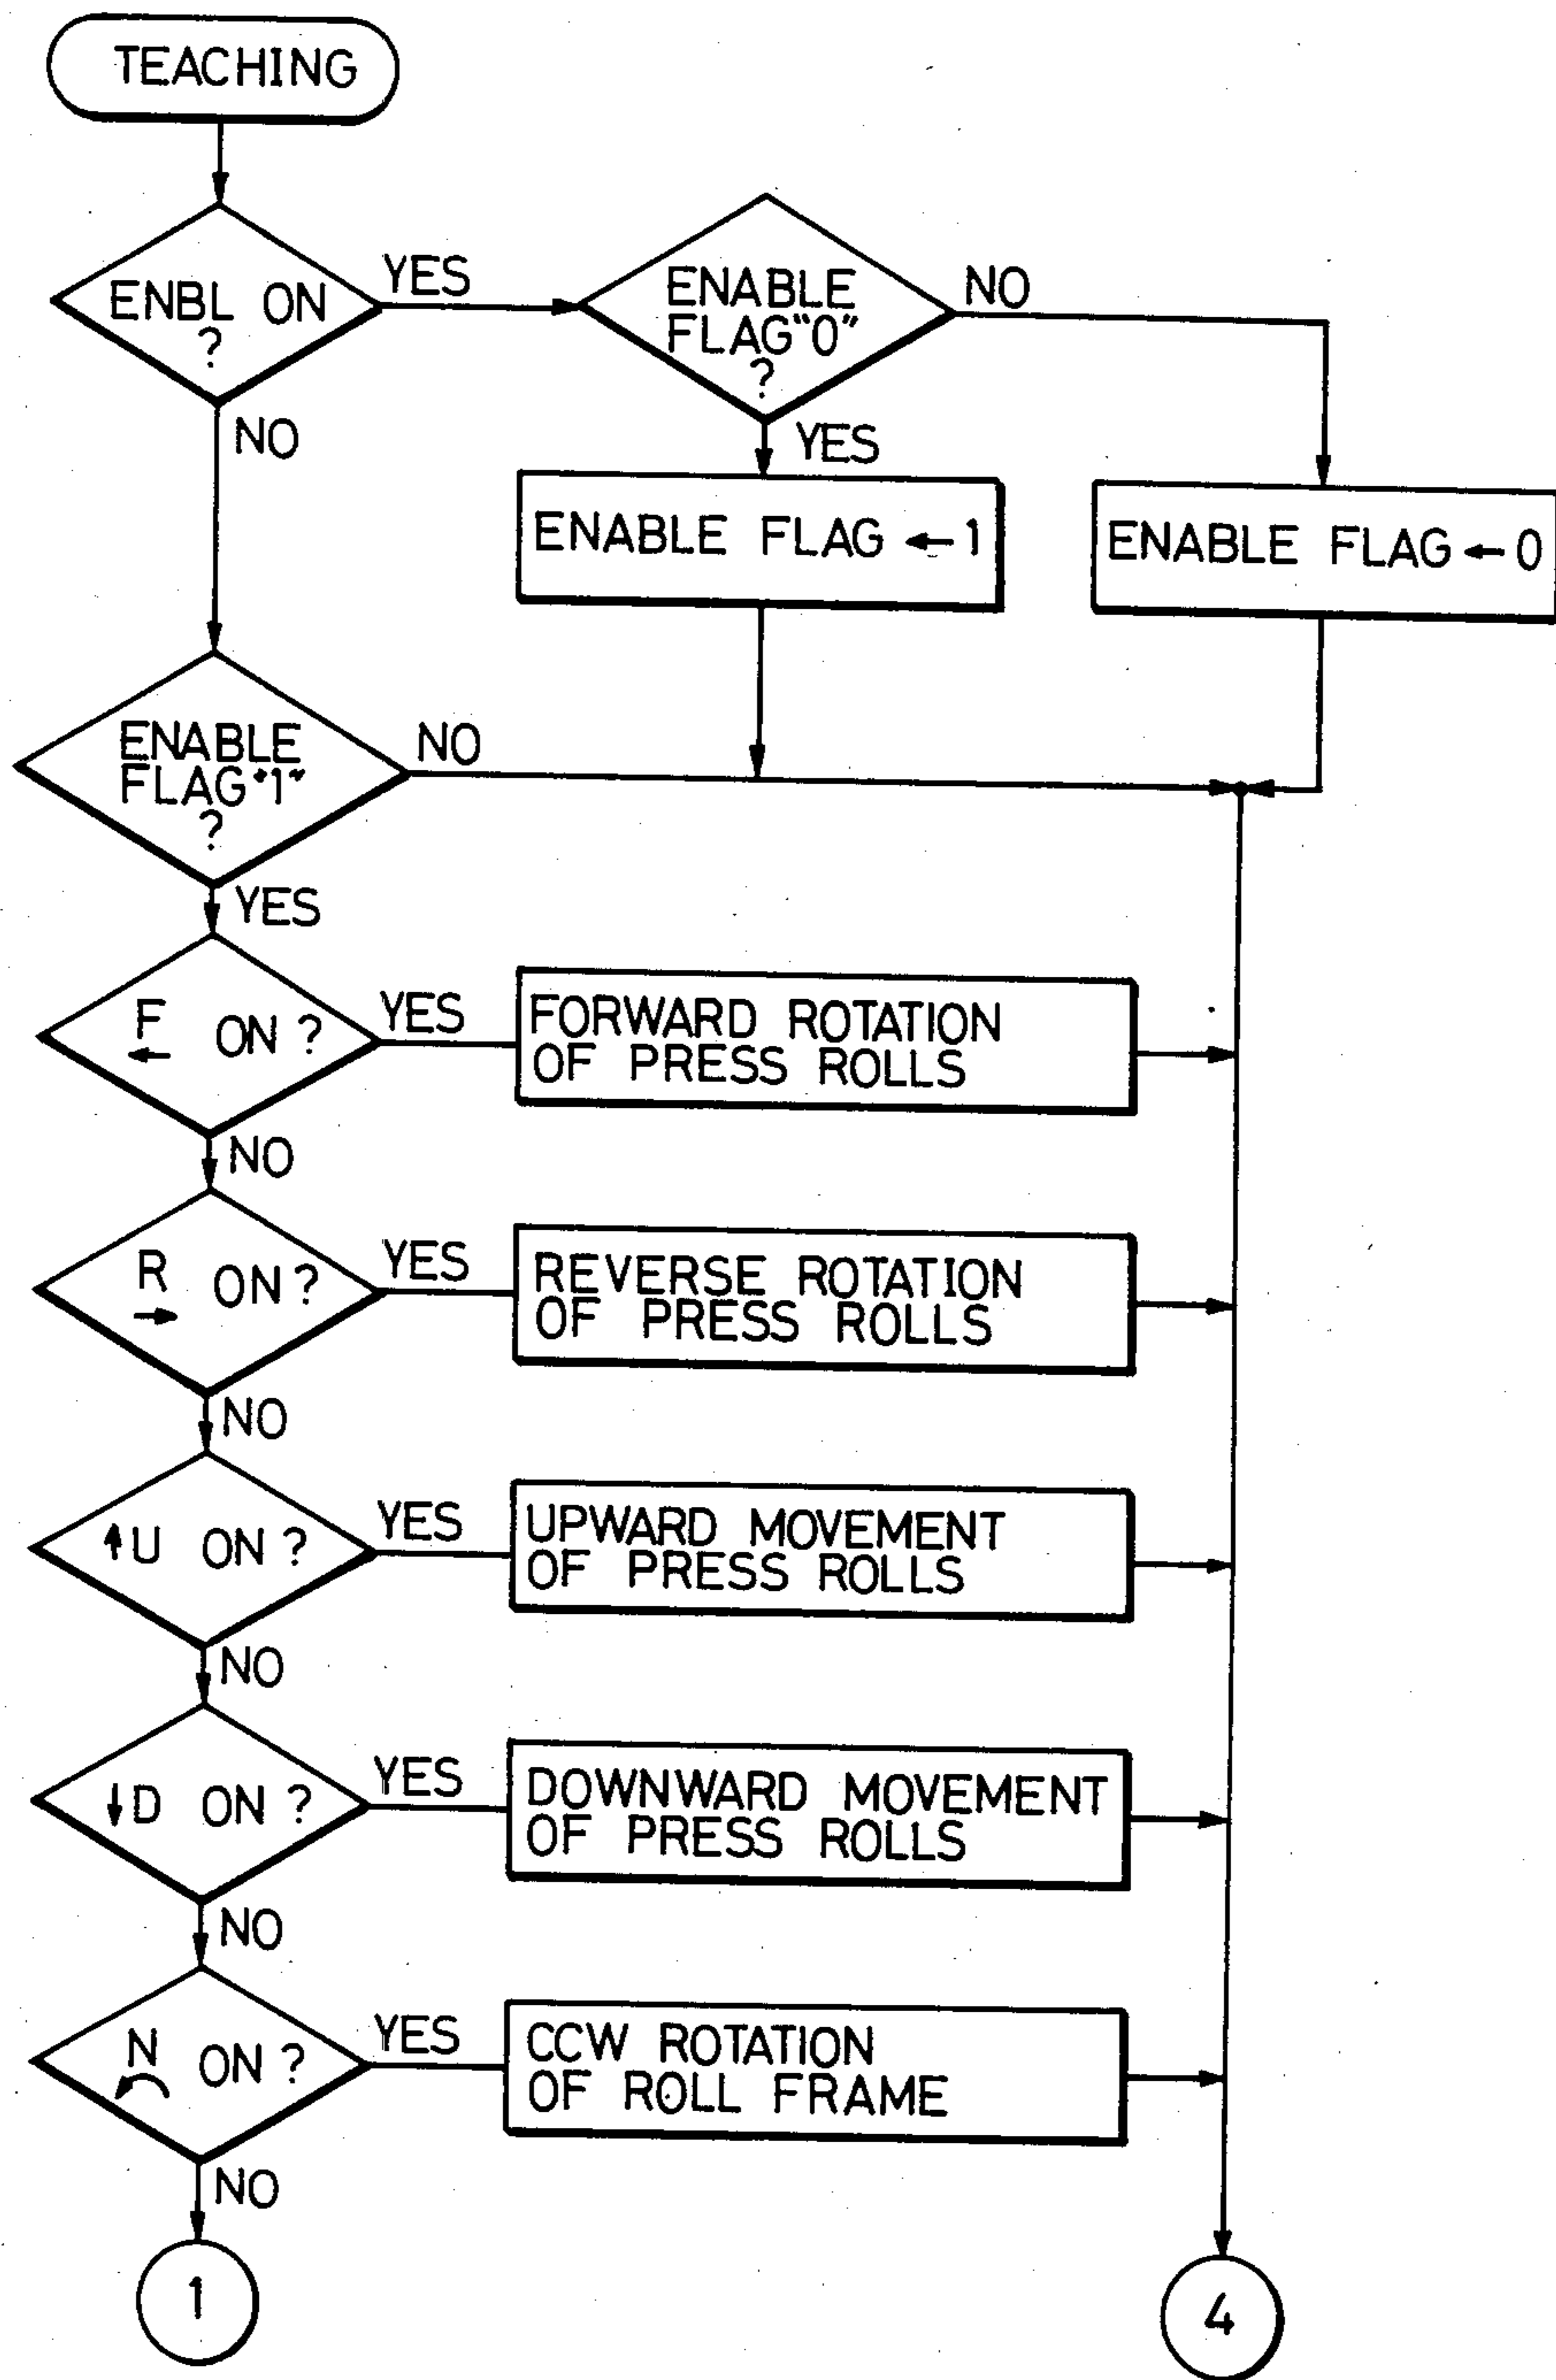 TEACHING
ENBL ON
?
YES
NO
ENABLE
FLAG "0"
?
NO
YES
ENABLE FLAG ← 1
ENABLE FLAG ← 0
ENABLE
FLAG "1"
?
NO
YES
F ON ?
←
YES
FORWARD ROTATION
OF PRESS ROLLS
NO
R ON ?
→
YES
REVERSE ROTATION
OF PRESS ROLLS
NO
↑U ON ?
YES
UPWARD MOVEMENT
OF PRESS ROLLS
NO
↓D ON ?
YES
DOWNWARD MOVEMENT
OF PRESS ROLLS
NO
N ON ?
YES
CCW ROTATION
OF ROLL FRAME
NO
1
4